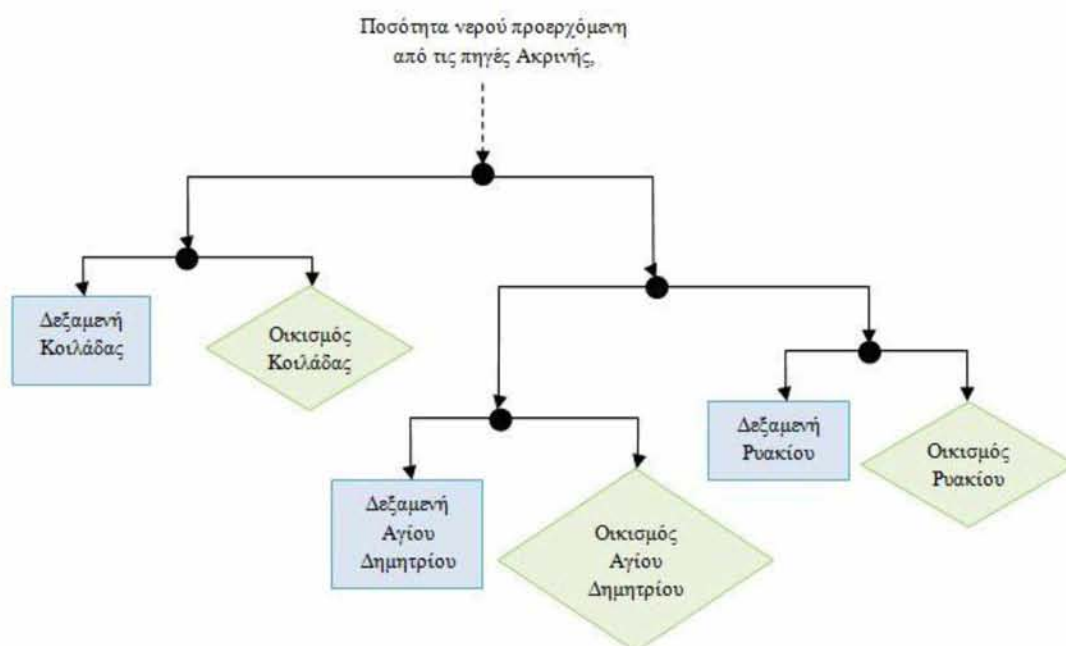 Ποσότητα νερού προερχόμενη
από τις πηγές Ακρινής,
Δεξαμενή
Κοιλάδας
Οικισμός
Κοιλάδας
Δεξαμενή
Αγίου
Δημητρίου
Οικισμός
Αγίου
Δημητρίου
Δεξαμενή
Ρυακίου
Οικισμός
Ρυακίου